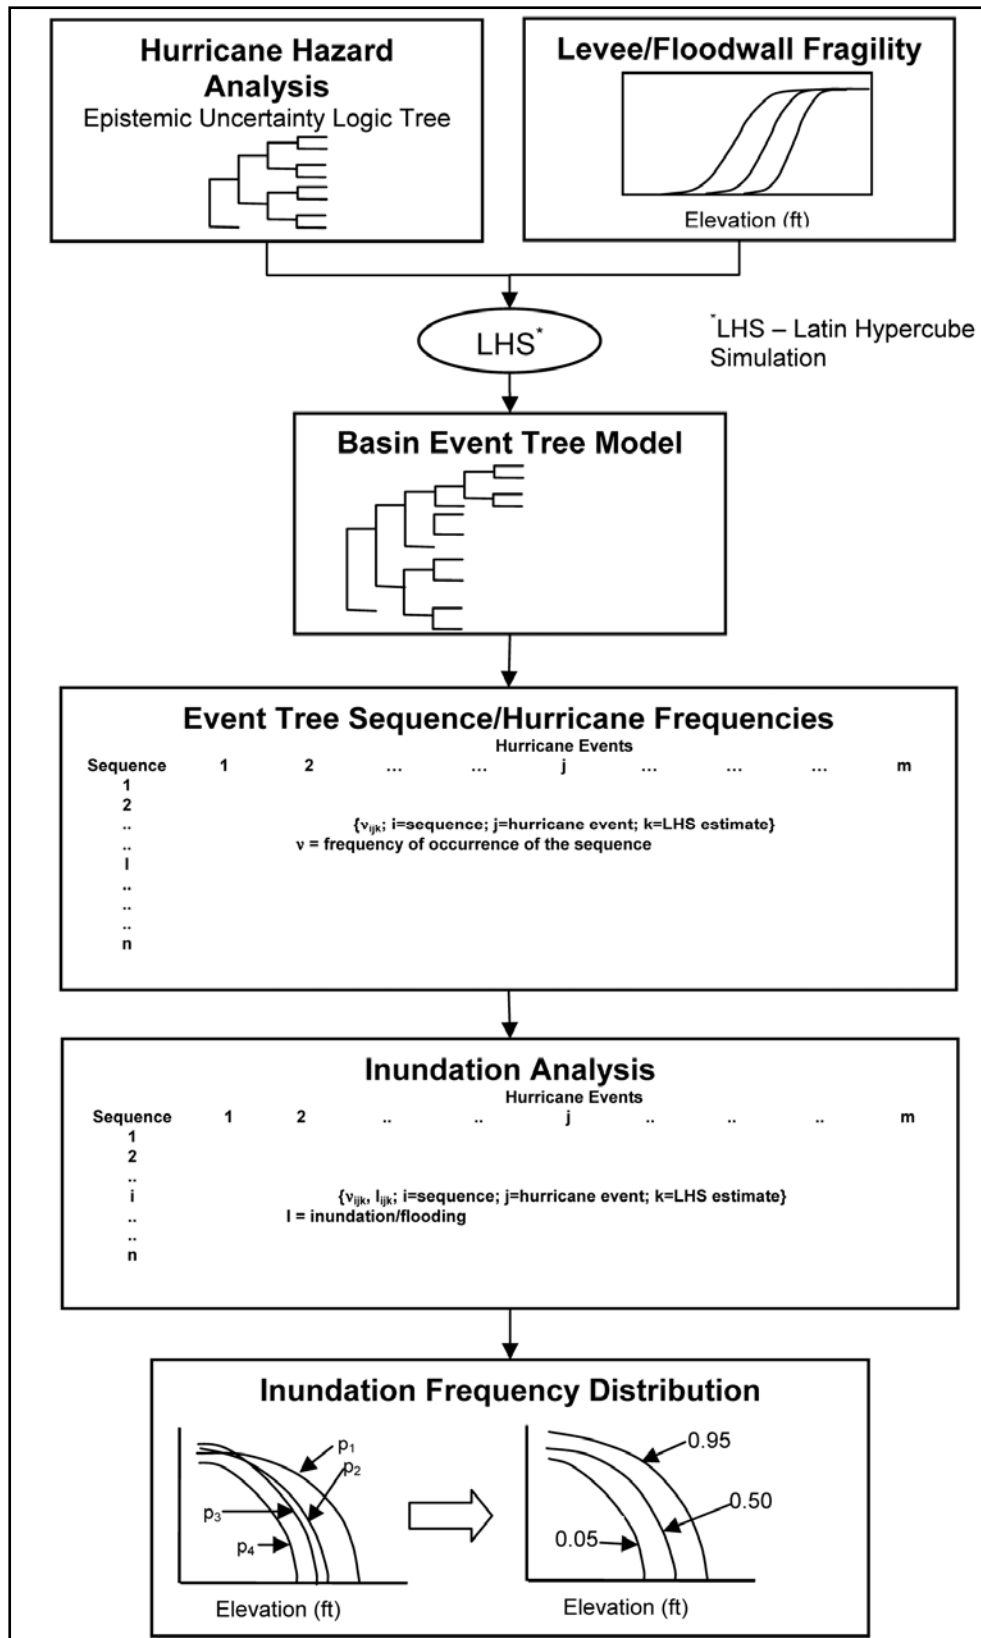 Hurricane Hazard
Analysis
Epistemic Uncertainty Logic Tree
Levee/Floodwall Fragility
Elevation (ft)
LHS*
*LHS – Latin Hypercube
Simulation
Basin Event Tree Model
Event Tree Sequence/Hurricane Frequencies
Hurricane Events
Sequence 1 2 ... ... j ... ... ... m
1
2
..
{νijk; i=sequence; j=hurricane event; k=LHS estimate}
..
ν = frequency of occurrence of the sequence
I
..
..
..
n
Inundation Analysis
Hurricane Events
Sequence 1 2 .. .. j .. .. .. m
1
2
..
i {νijk, Iijk; i=sequence; j=hurricane event; k=LHS estimate}
.. I = inundation/flooding
..
n
Inundation Frequency Distribution
p1
p2
p3
p4
Elevation (ft)
0.95
0.50
0.05
Elevation (ft)